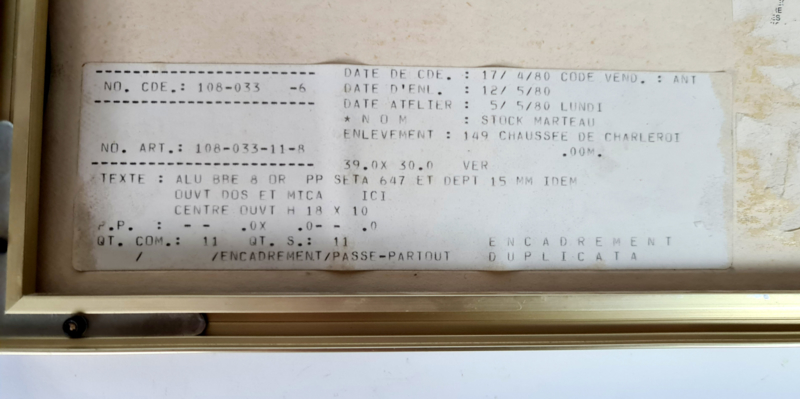 DATE DE CDE. : 17/ 4/80 CODE VEND. : ANT
NO. CDE.: 108-033 -6
DATE D'ENL. : 12/ 5/80
DATE ATELIER : 5/ 5/80 LUNDI
* N O M : STOCK MARTEAU
ENLEVEMENT : 149 CHAUSSEE DE CHARLEROI
NO. ART.: 108-033-11-8
.00M.
39.0X 30.0 VER
TEXTE : ALU BBE 8 OR PP SETA 647 ET DEPT 15 MM IDEM
OUVT DOS ET MICA ICI
CENTRE OUVT H 18 X 10
P.P. : - - .0X .0- - .0
QT. COM.: 11 QT. S.: 11 E N C A D R E M E N T
/ /ENCADREMENT/PASSE-PARTOUT D U P L I C A T A